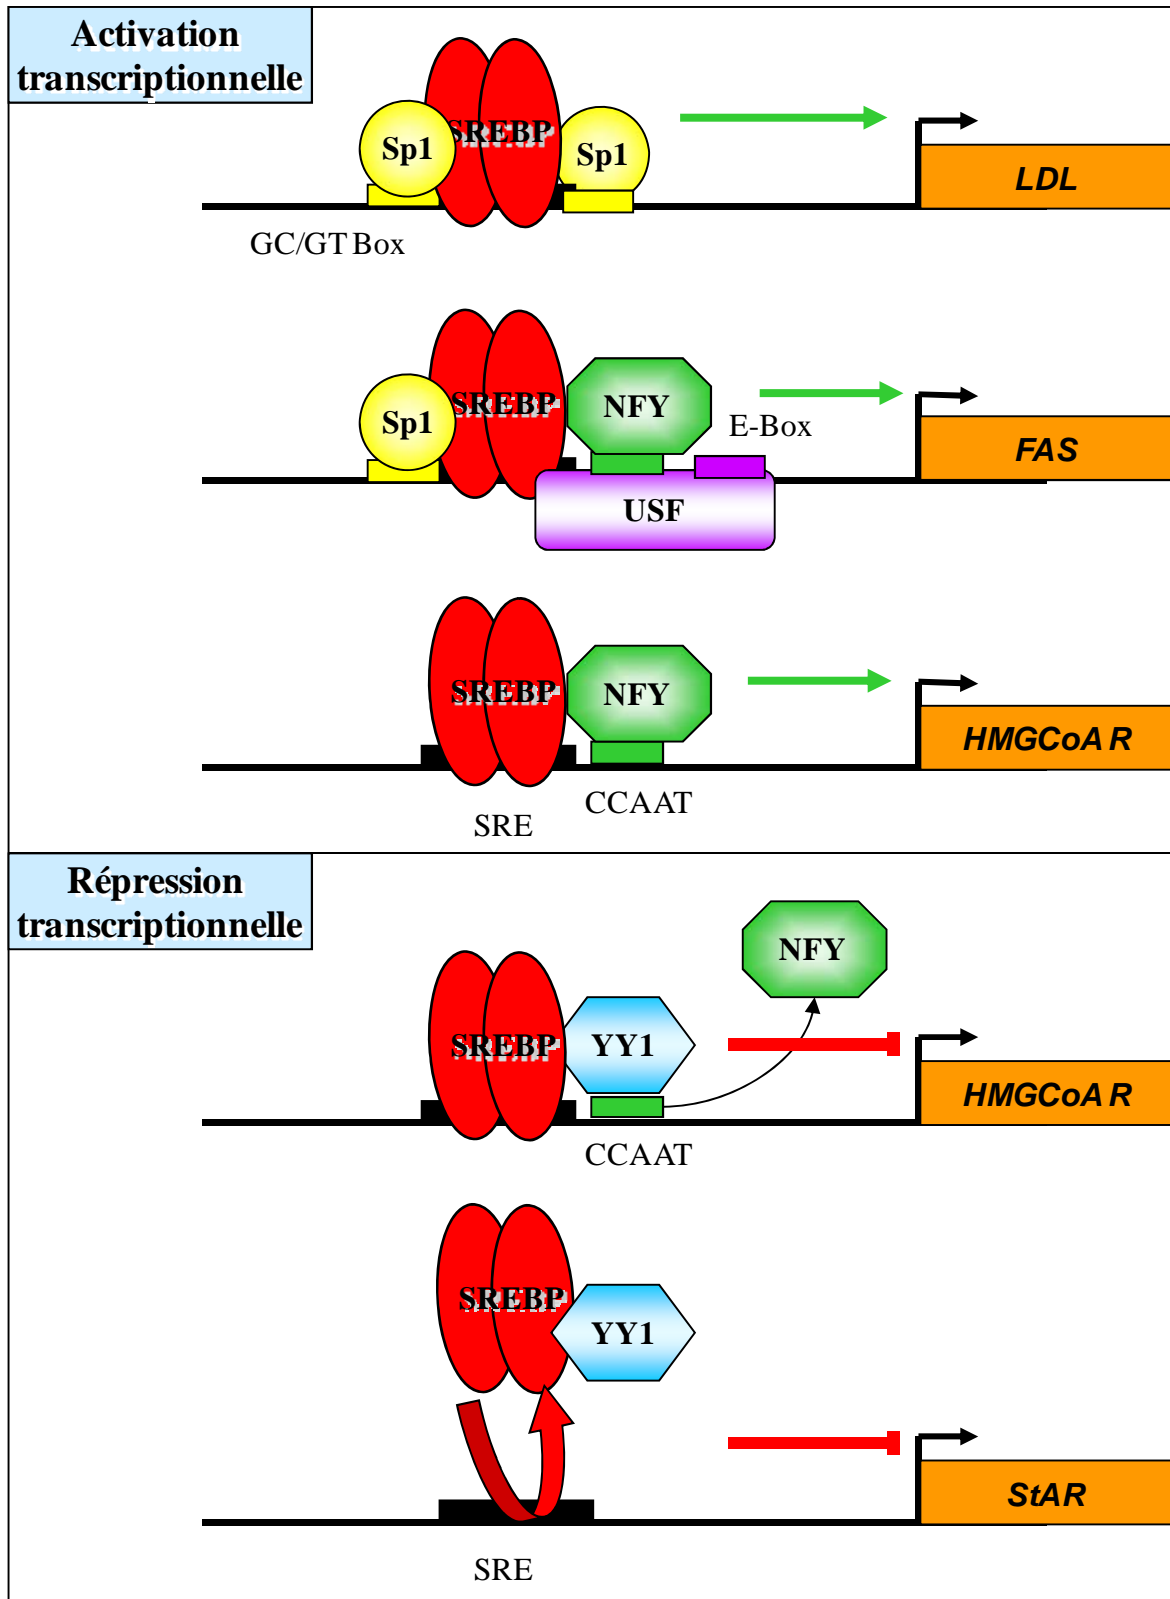 Activation
transcriptionnelle
Sp1
SREBP
Sp1
LDL
GC/GT Box
Sp1
SREBP
NFY
E-Box
USF
FAS
SREBP
NFY
HMGCoA R
SRE
CCAAT
Répression
transcriptionnelle
NFY
SREBP
YY1
HMGCoA R
CCAAT
SREBP
YY1
StAR
SRE